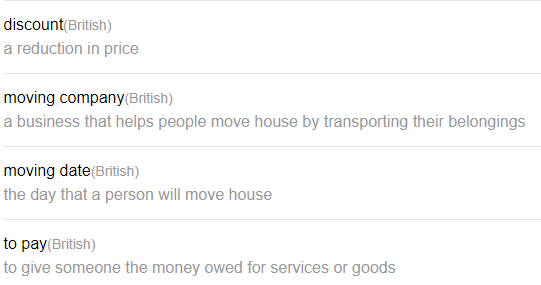 discount(British)
a reduction in price
moving company(British)
a business that helps people move house by transporting their belongings
moving date(British)
the day that a person will move house
to pay(British)
to give someone the money owed for services or goods